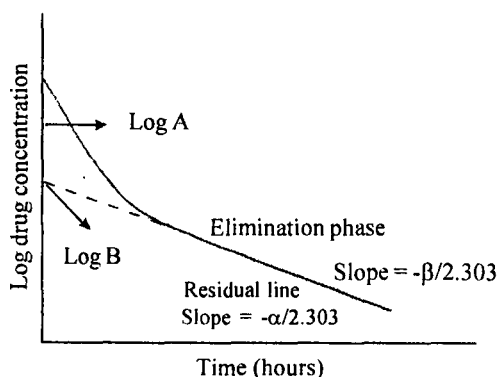 Log drug concentration
Log A
Log B
Elimination phase
Slope = -β/2.303
Residual line
Slope = -α/2.303
Time (hours)